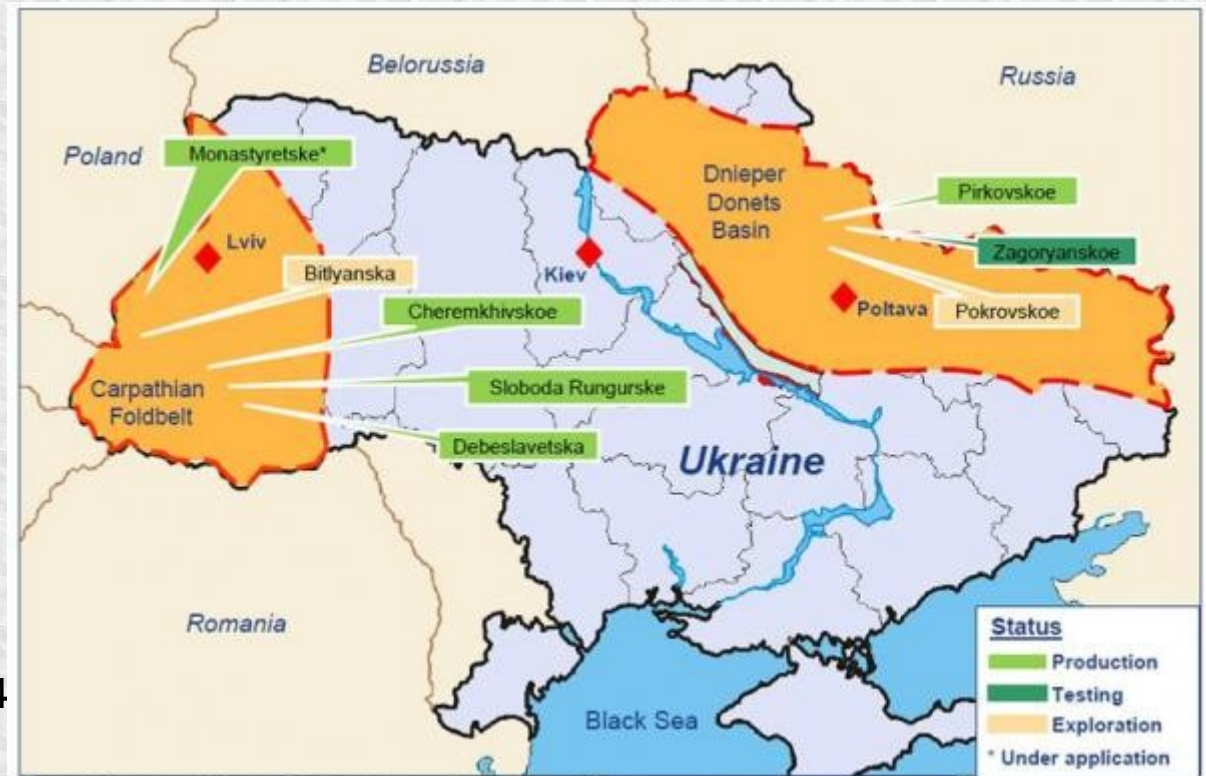 Belorussia
Russia
Poland
Monastyretske*
Lviv
Bitlyanska
Cheremkhivskoe
Carpathian
Foldbelt
Sloboda Rungurske
Debeslavetska
Kiev
Dnieper
Donets
Basin
Pirkovskoe
Zagoryanskoe
Poltava
Pokrovskoe
Ukraine
Romania
Black Sea
Status
Production
Testing
Exploration
* Under application
4